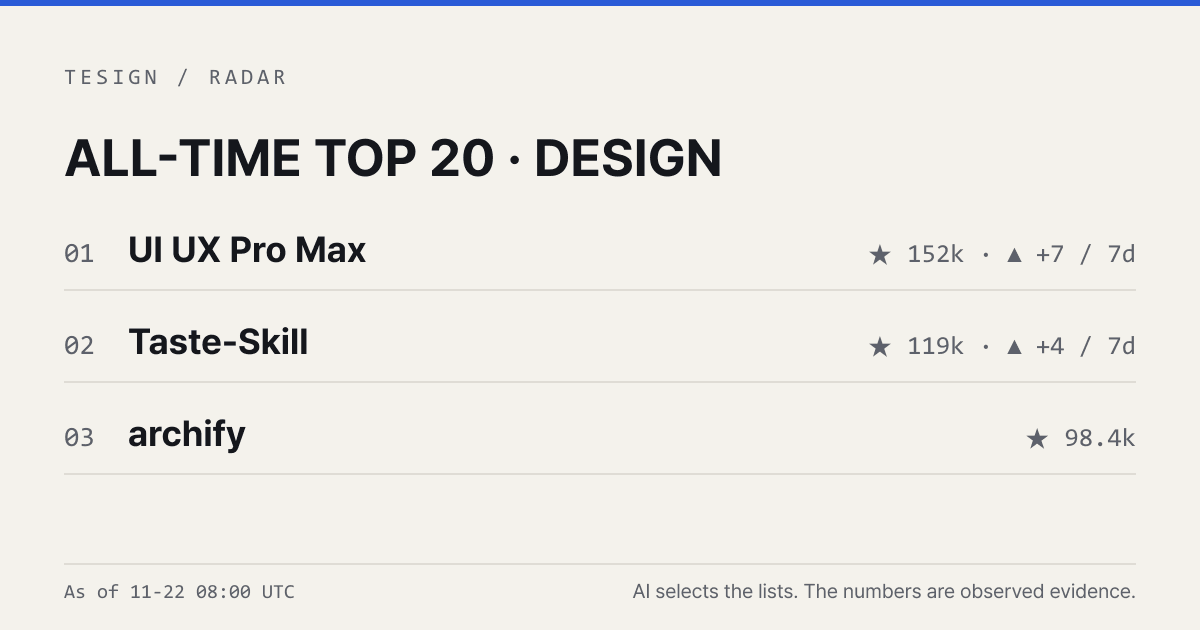 TESIGN / RADAR
ALL-TIME TOP 20 · DESIGN
01 UI UX Pro Max ★ 152k · ▲ +7 / 7d
02 Taste-Skill ★ 119k · ▲ +4 / 7d
03 archify ★ 98.4k
As of 11-22 08:00 UTC AI selects the lists. The numbers are observed evidence.